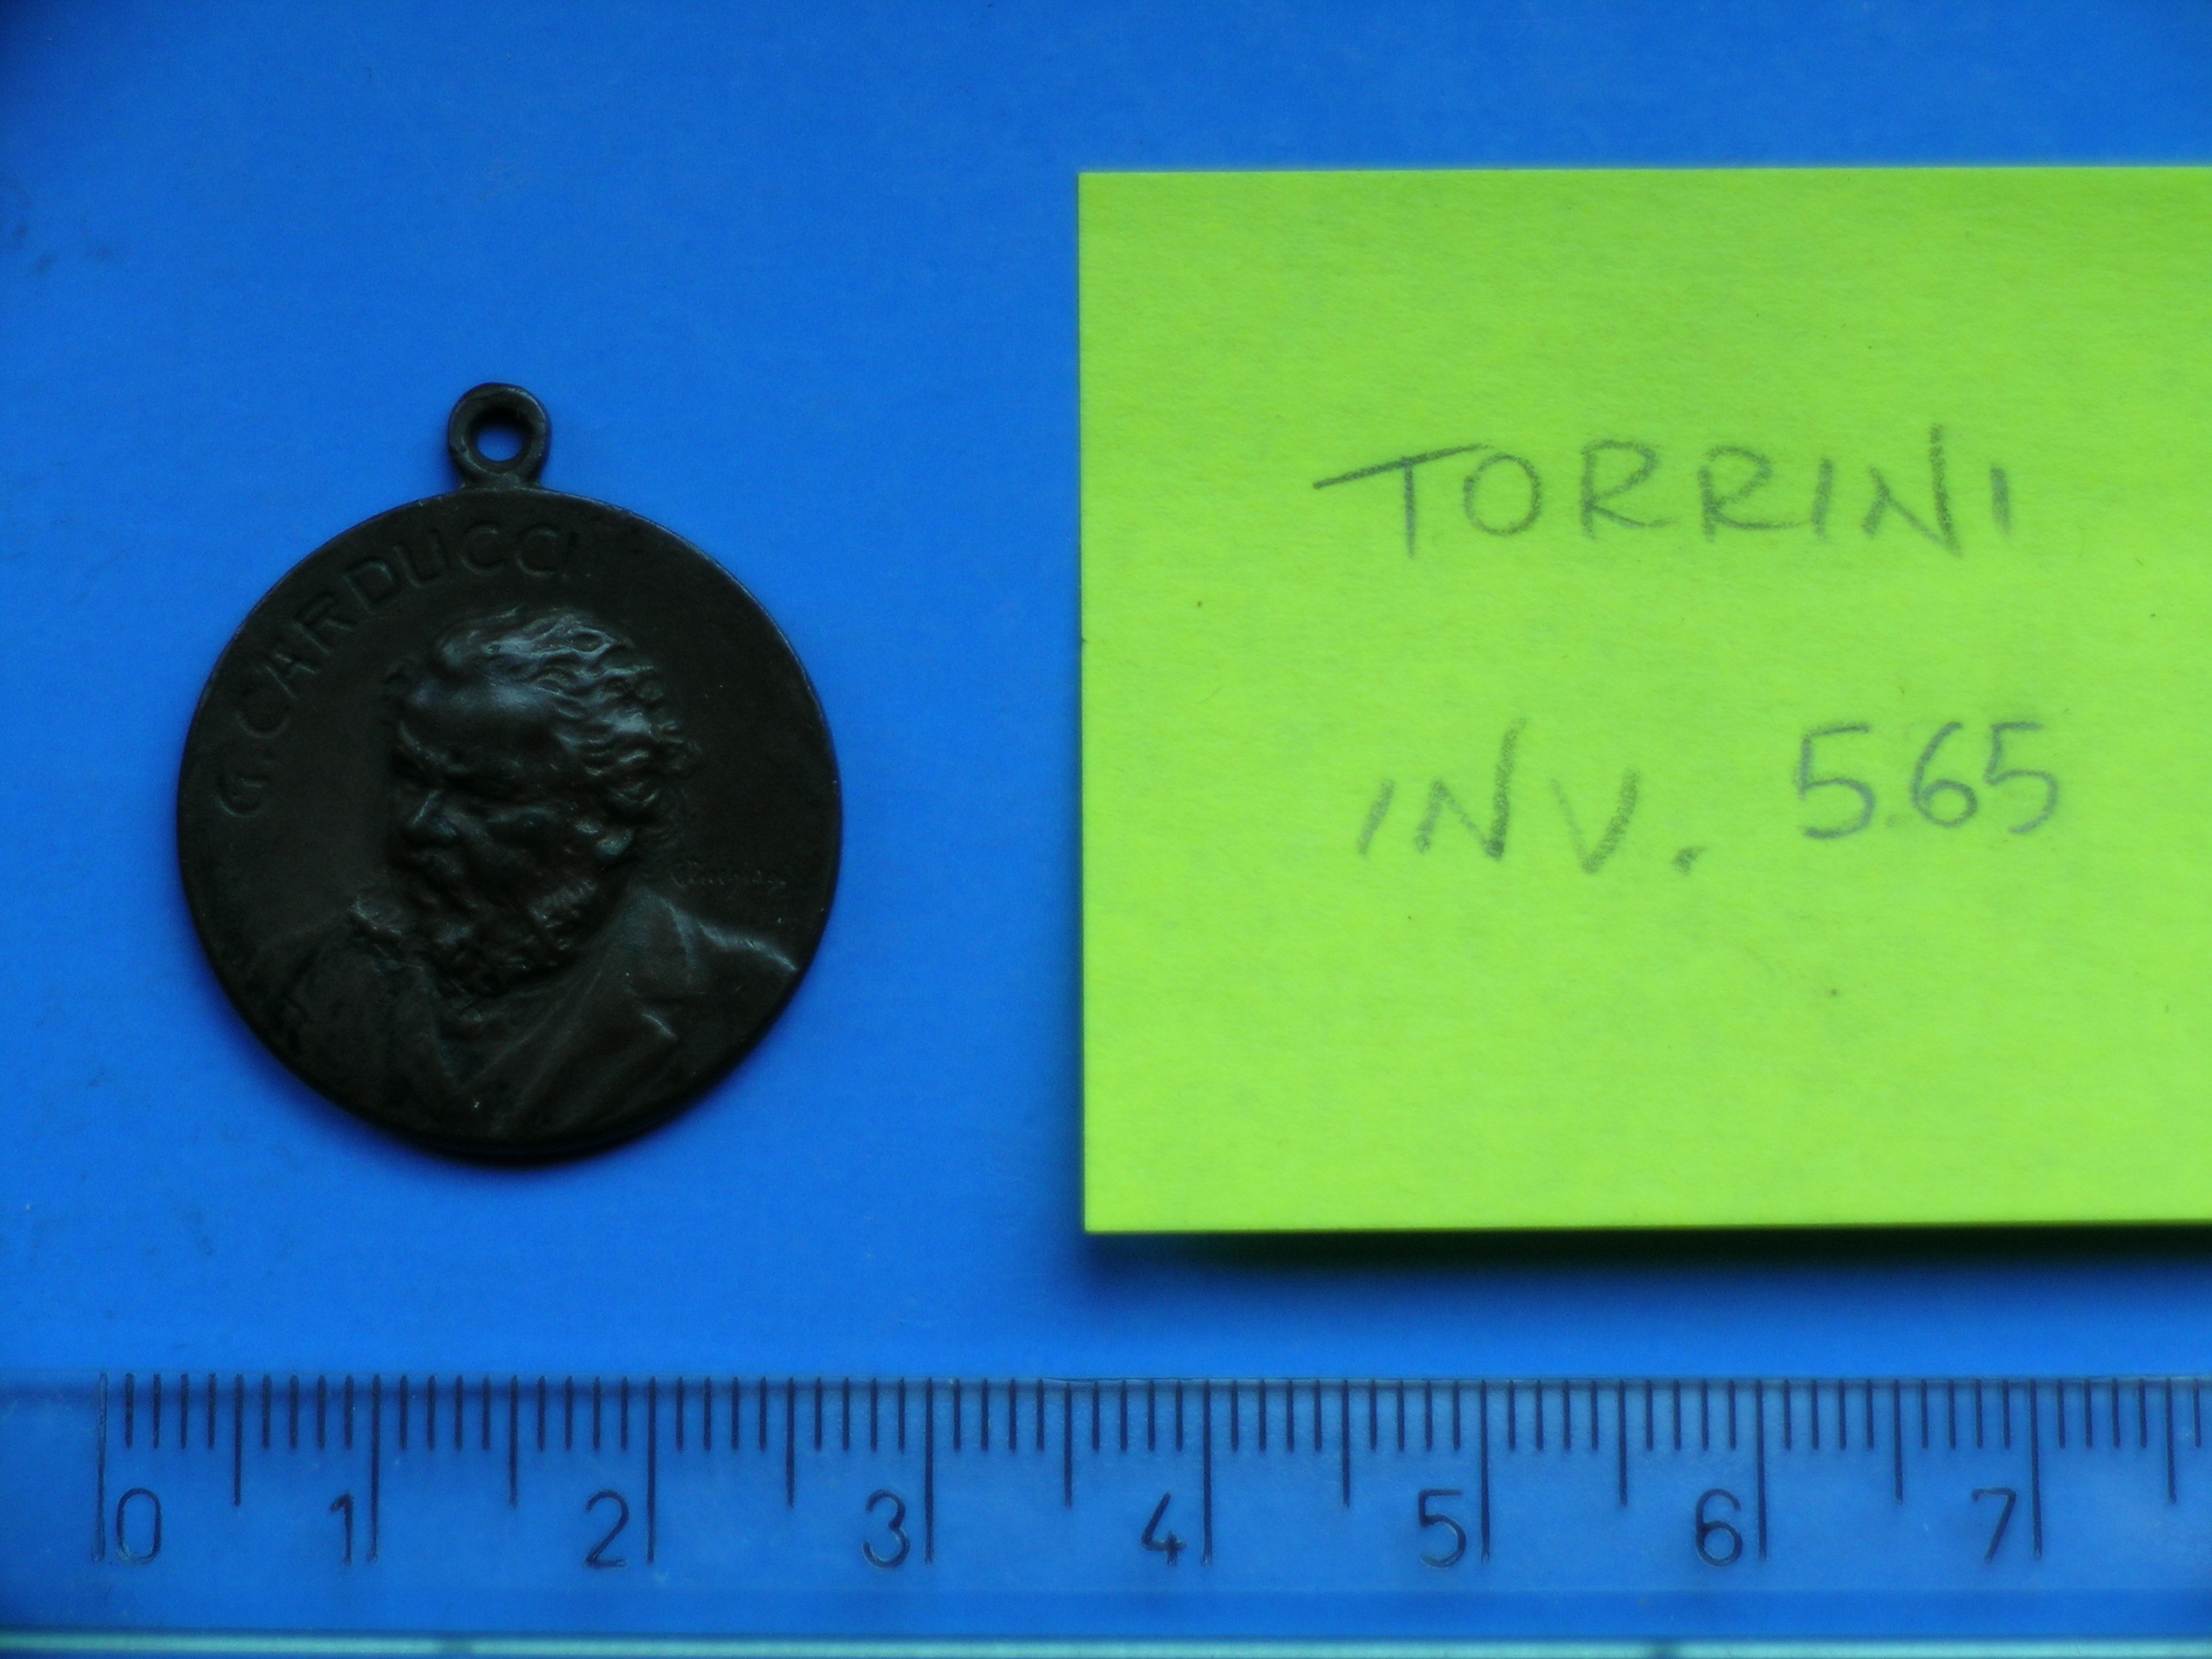 G. CARDUCCI
TORRINI
INV. 565
0 1 2 3 4 5 6 7